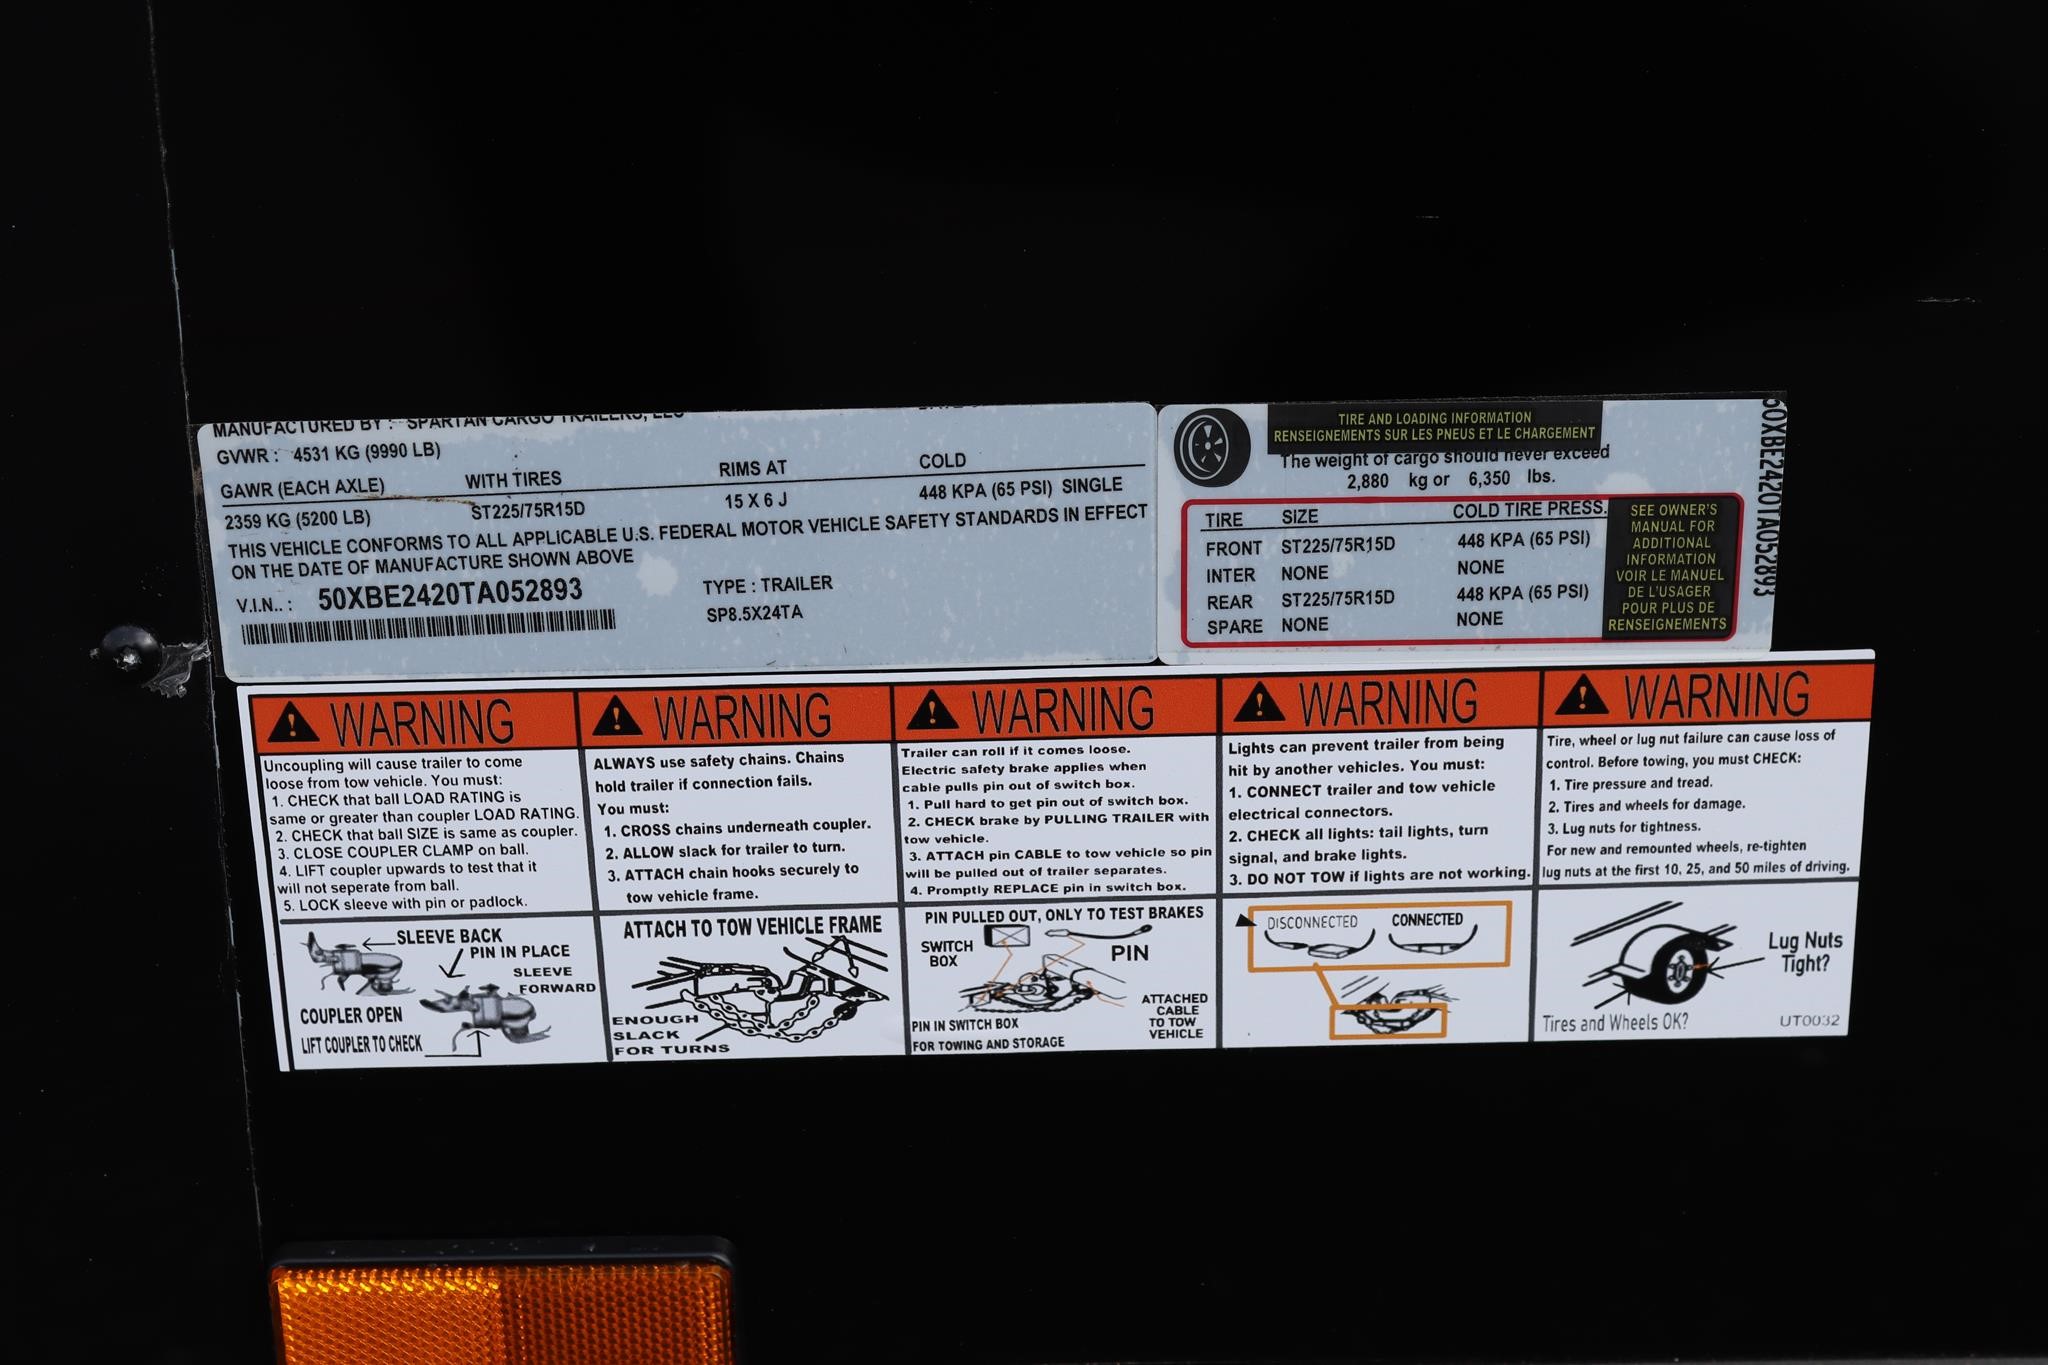 MANUFACTURED BY : SPARTAN CARGO TRAILERS, LLC
GVWR : 4531 KG (9990 LB)
GAWR (EACH AXLE) WITH TIRES RIMS AT COLD
2359 KG (5200 LB) ST225/75R15D 15 X 6 J 448 KPA (65 PSI) SINGLE
THIS VEHICLE CONFORMS TO ALL APPLICABLE U.S. FEDERAL MOTOR VEHICLE SAFETY STANDARDS IN EFFECT
ON THE DATE OF MANUFACTURE SHOWN ABOVE
V.I.N.. : 50XBE2420TA052893 TYPE : TRAILER
SP8.5X24TA
TIRE AND LOADING INFORMATION
RENSEIGNEMENTS SUR LES PNEUS ET LE CHARGEMENT
The weight of cargo should never exceed
2,880 kg or 6,350 lbs.
TIRE SIZE COLD TIRE PRESS.
FRONT ST225/75R15D 448 KPA (65 PSI)
INTER NONE NONE
REAR ST225/75R15D 448 KPA (65 PSI)
SPARE NONE NONE
SEE OWNER'S
MANUAL FOR
ADDITIONAL
INFORMATION
VOIR LE MANUEL
DE L'USAGER
POUR PLUS DE
RENSEIGNEMENTS
50XBE2420TA052893
WARNING
Uncoupling will cause trailer to come
loose from tow vehicle. You must:
1. CHECK that ball LOAD RATING is
same or greater than coupler LOAD RATING.
2. CHECK that ball SIZE is same as coupler.
3. CLOSE COUPLER CLAMP on ball.
4. LIFT coupler upwards to test that it
will not seperate from ball.
5. LOCK sleeve with pin or padlock.
SLEEVE BACK
PIN IN PLACE
SLEEVE
FORWARD
COUPLER OPEN
LIFT COUPLER TO CHECK
WARNING
ALWAYS use safety chains. Chains
hold trailer if connection fails.
You must:
1. CROSS chains underneath coupler.
2. ALLOW slack for trailer to turn.
3. ATTACH chain hooks securely to
tow vehicle frame.
ATTACH TO TOW VEHICLE FRAME
ENOUGH
SLACK
FOR TURNS
WARNING
Trailer can roll if it comes loose.
Electric safety brake applies when
cable pulls pin out of switch box.
1. Pull hard to get pin out of switch box.
2. CHECK brake by PULLING TRAILER with
tow vehicle.
3. ATTACH pin CABLE to tow vehicle so pin
will be pulled out of trailer separates.
4. Promptly REPLACE pin in switch box.
PIN PULLED OUT, ONLY TO TEST BRAKES
SWITCH
BOX
PIN
ATTACHED
CABLE
TO TOW
VEHICLE
PIN IN SWITCH BOX
FOR TOWING AND STORAGE
WARNING
Lights can prevent trailer from being
hit by another vehicles. You must:
1. CONNECT trailer and tow vehicle
electrical connectors.
2. CHECK all lights: tail lights, turn
signal, and brake lights.
3. DO NOT TOW if lights are not working.
DISCONNECTED CONNECTED
WARNING
Tire, wheel or lug nut failure can cause loss of
control. Before towing, you must CHECK:
1. Tire pressure and tread.
2. Tires and wheels for damage.
3. Lug nuts for tightness.
For new and remounted wheels, re-tighten
lug nuts at the first 10, 25, and 50 miles of driving.
Lug Nuts
Tight?
Tires and Wheels OK?
UT0032